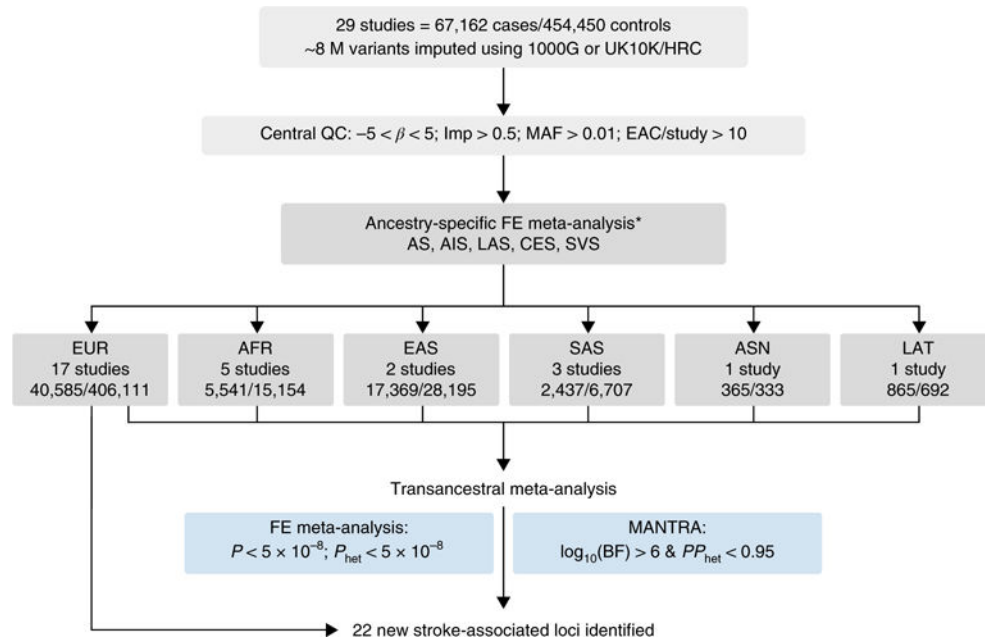 29 studies = 67,162 cases/454,450 controls
~8 M variants imputed using 1000G or UK10K/HRC
Central QC: –5 < β < 5; Imp > 0.5; MAF > 0.01; EAC/study > 10
Ancestry-specific FE meta-analysis*
AS, AIS, LAS, CES, SVS
EUR
17 studies
40,585/406,111
AFR
5 studies
5,541/15,154
EAS
2 studies
17,369/28,195
SAS
3 studies
2,437/6,707
ASN
1 study
365/333
LAT
1 study
865/692
Transancestral meta-analysis
FE meta-analysis:
P < 5 × 10⁻⁸; Phet < 5 × 10⁻⁸
MANTRA:
log₁₀(BF) > 6 & PPhet < 0.95
22 new stroke-associated loci identified